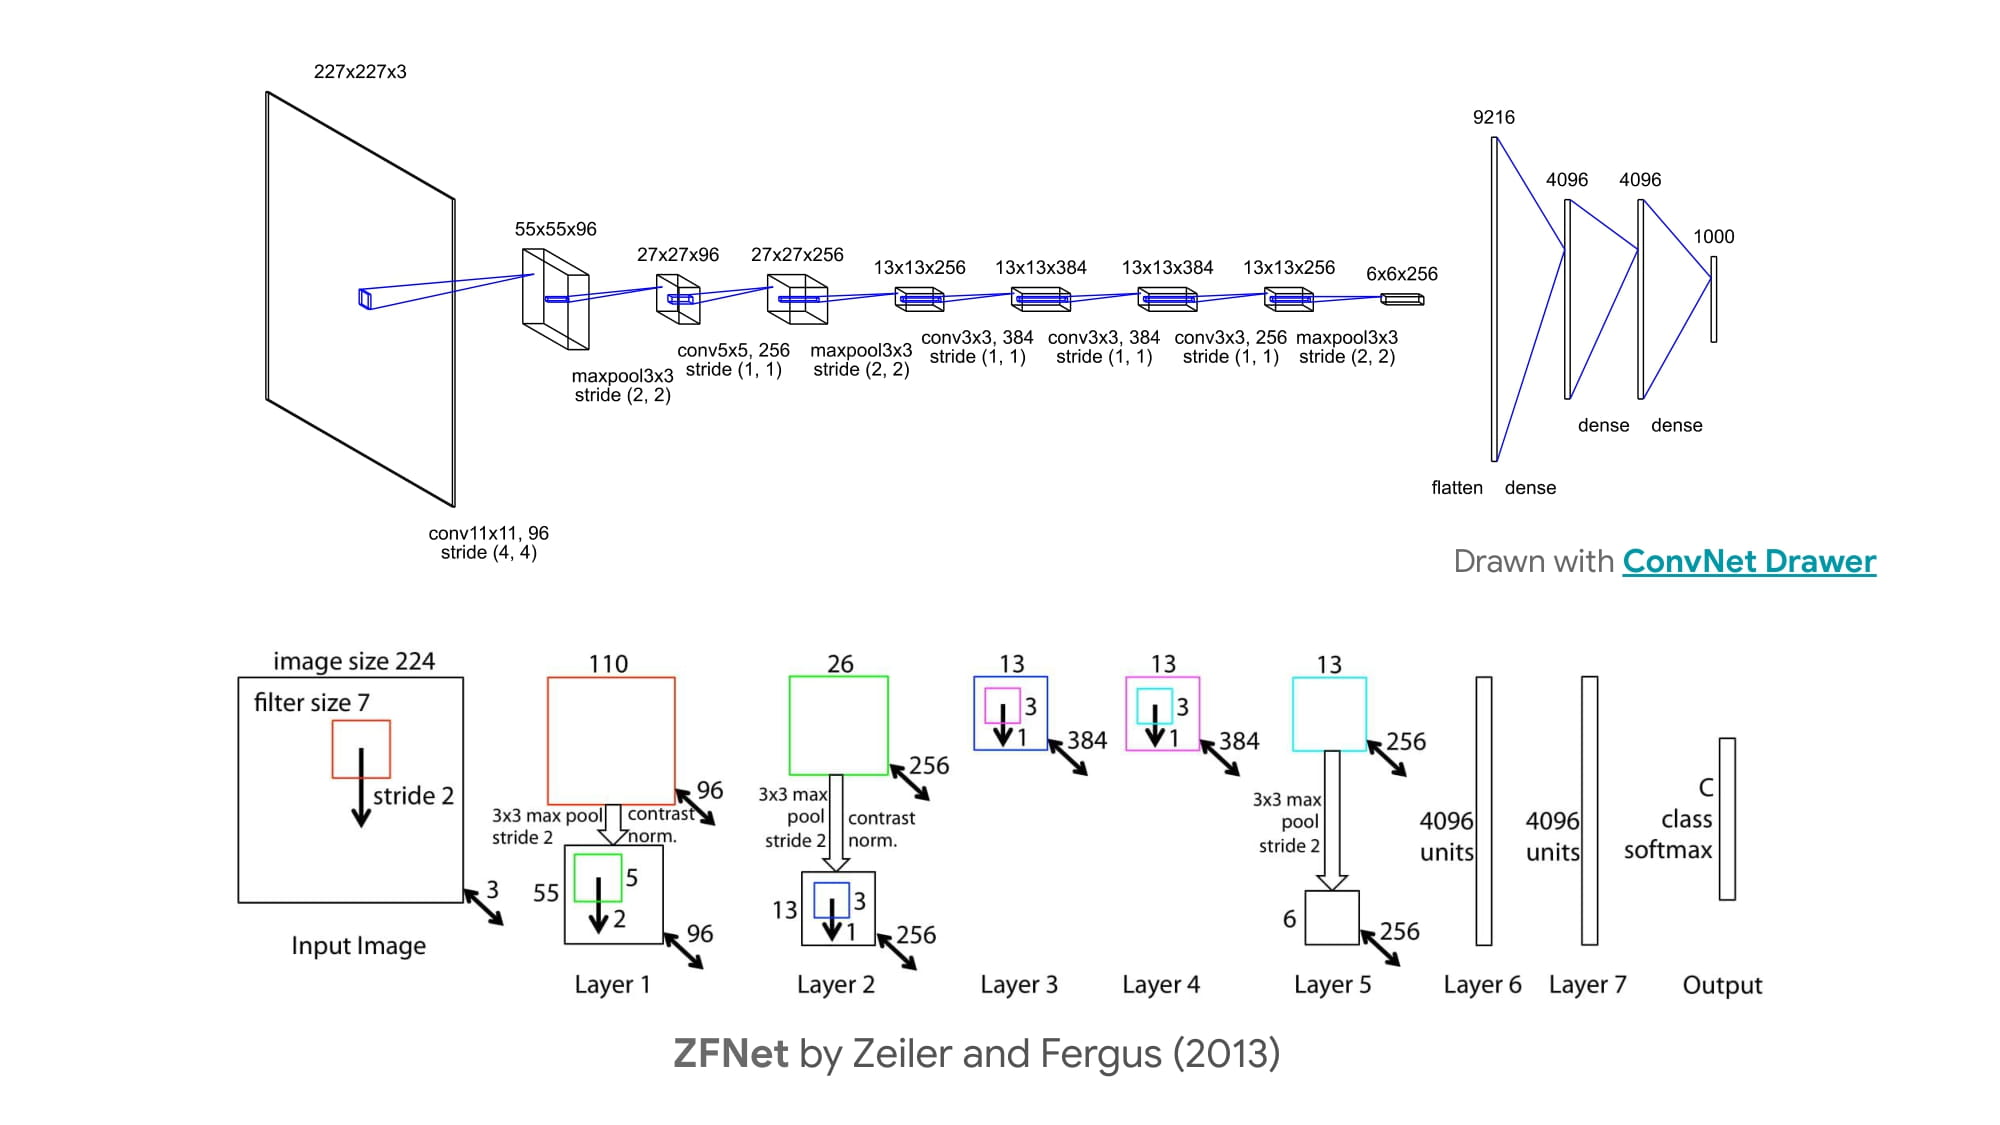 227x227x3
55x55x96
27x27x96
27x27x256
13x13x256
13x13x384
13x13x384
13x13x256
6x6x256
9216
4096
4096
1000
conv11x11, 96
stride (4, 4)
maxpool3x3
stride (2, 2)
conv5x5, 256
stride (1, 1)
maxpool3x3
stride (2, 2)
conv3x3, 384
stride (1, 1)
conv3x3, 384
stride (1, 1)
conv3x3, 256
stride (1, 1)
maxpool3x3
stride (2, 2)
flatten
dense
dense
dense
Drawn with ConvNet Drawer
image size 224
filter size 7
stride 2
3
Input Image
110
96
3x3 max pool
stride 2
contrast
norm.
55
5
2
96
Layer 1
26
256
3x3 max
pool
stride 2
contrast
norm.
13
3
1
256
Layer 2
13
3
1
384
Layer 3
13
3
1
384
Layer 4
13
256
3x3 max
pool
stride 2
6
256
Layer 5
4096
units
Layer 6
4096
units
Layer 7
C
class
softmax
Output
ZFNet by Zeiler and Fergus (2013)